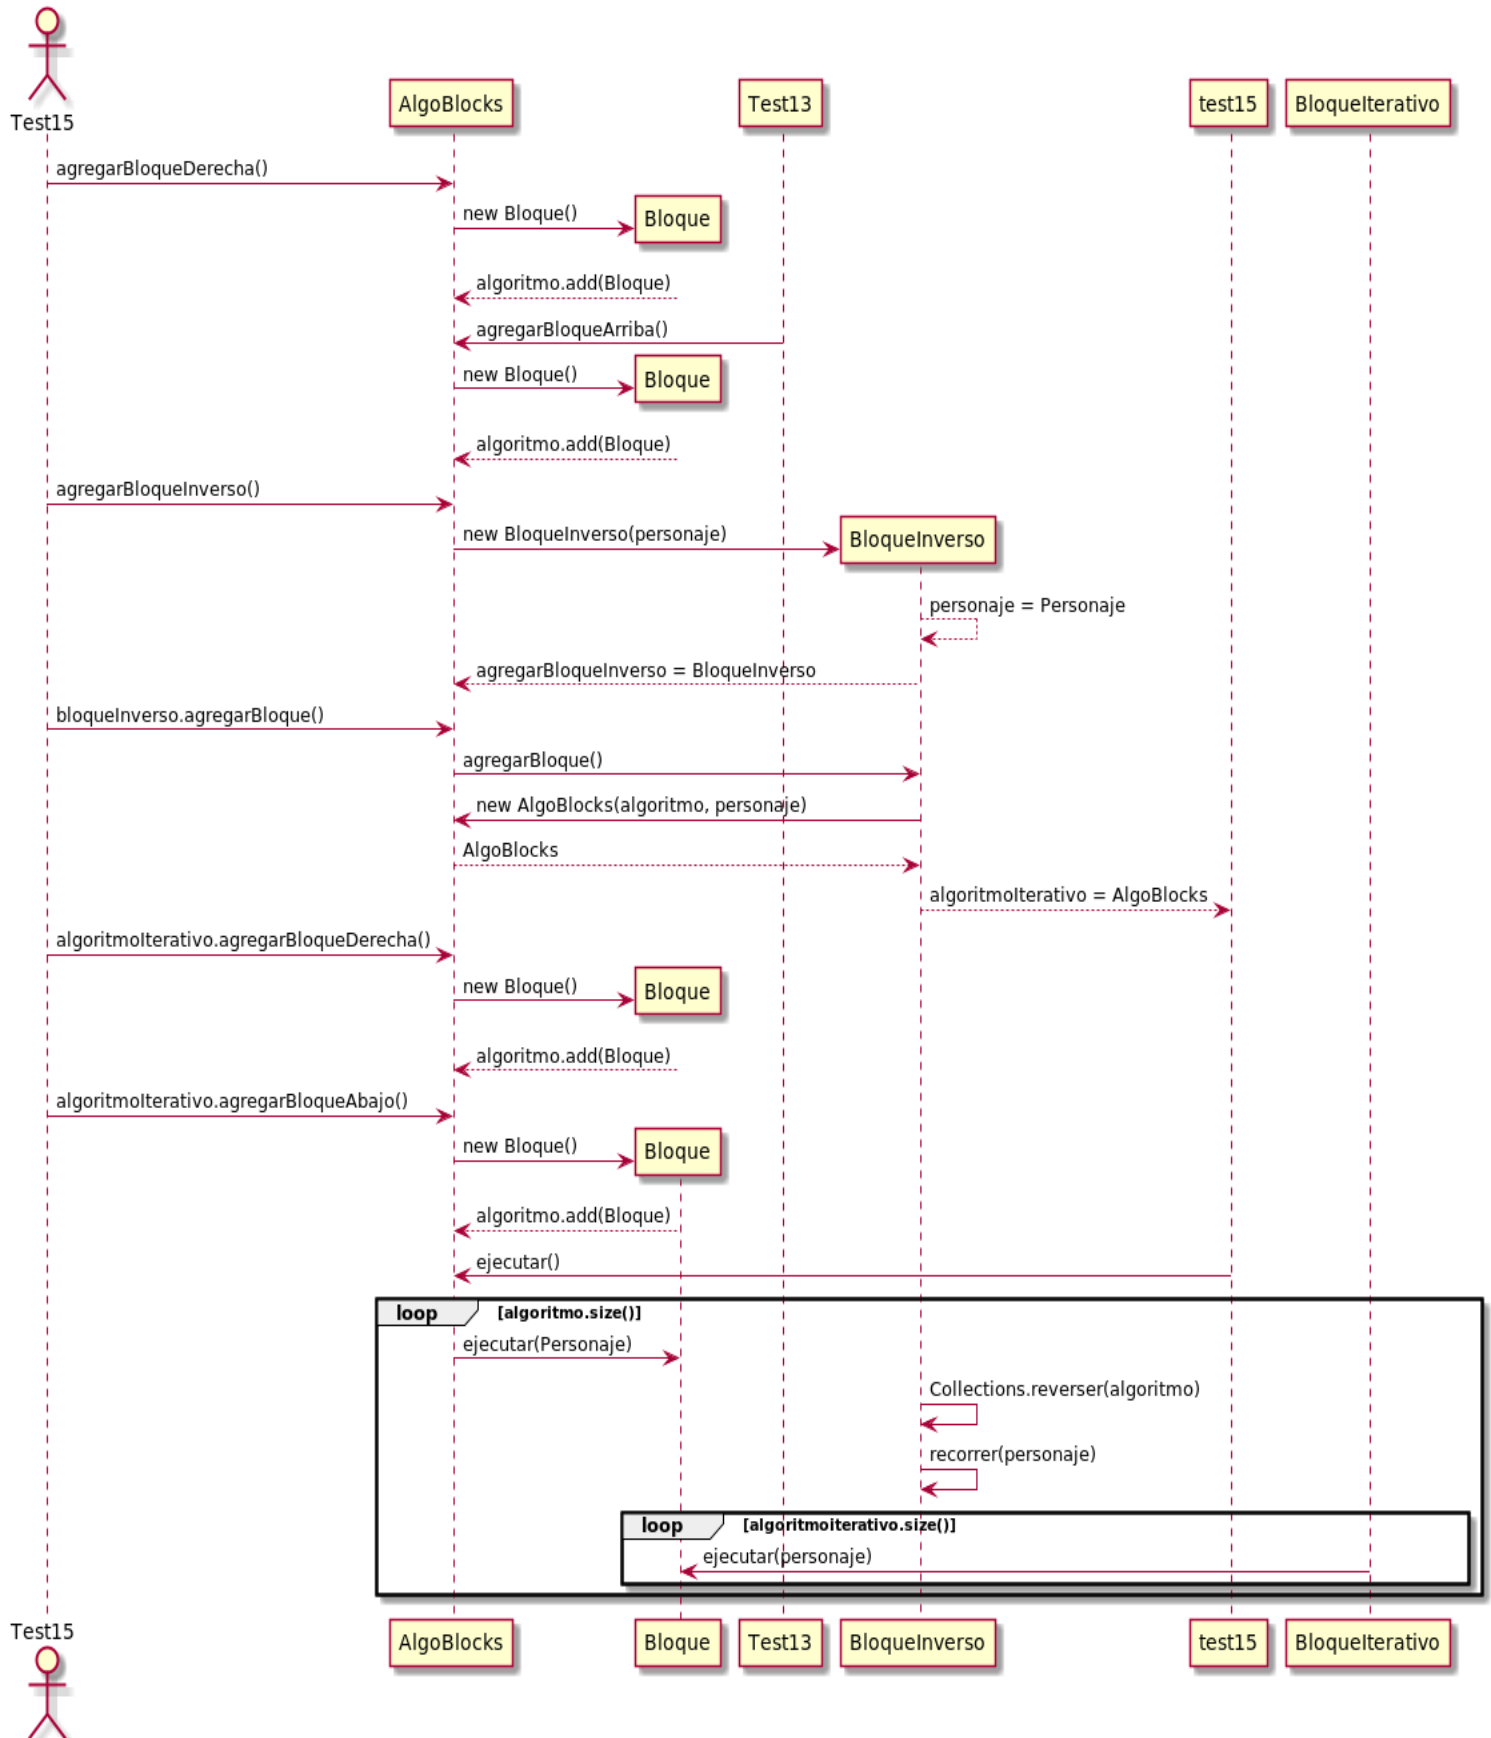 Test15
AlgoBlocks
Test13
test15
BloqueIterativo
agregarBloqueDerecha()
new Bloque()
Bloque
algoritmo.add(Bloque)
agregarBloqueArriba()
new Bloque()
Bloque
algoritmo.add(Bloque)
agregarBloqueInverso()
new BloqueInverso(personaje)
BloqueInverso
personaje = Personaje
agregarBloqueInverso = BloqueInverso
bloqueInverso.agregarBloque()
agregarBloque()
new AlgoBlocks(algoritmo, personaje)
AlgoBlocks
algoritmoIterativo = AlgoBlocks
algoritmoIterativo.agregarBloqueDerecha()
new Bloque()
Bloque
algoritmo.add(Bloque)
algoritmoIterativo.agregarBloqueAbajo()
new Bloque()
Bloque
algoritmo.add(Bloque)
ejecutar()
loop [algoritmo.size()]
ejecutar(Personaje)
Collections.reverser(algoritmo)
recorrer(personaje)
loop [algoritmoiterativo.size()]
ejecutar(personaje)
Test15
AlgoBlocks
Bloque
Test13
BloqueInverso
test15
BloqueIterativo